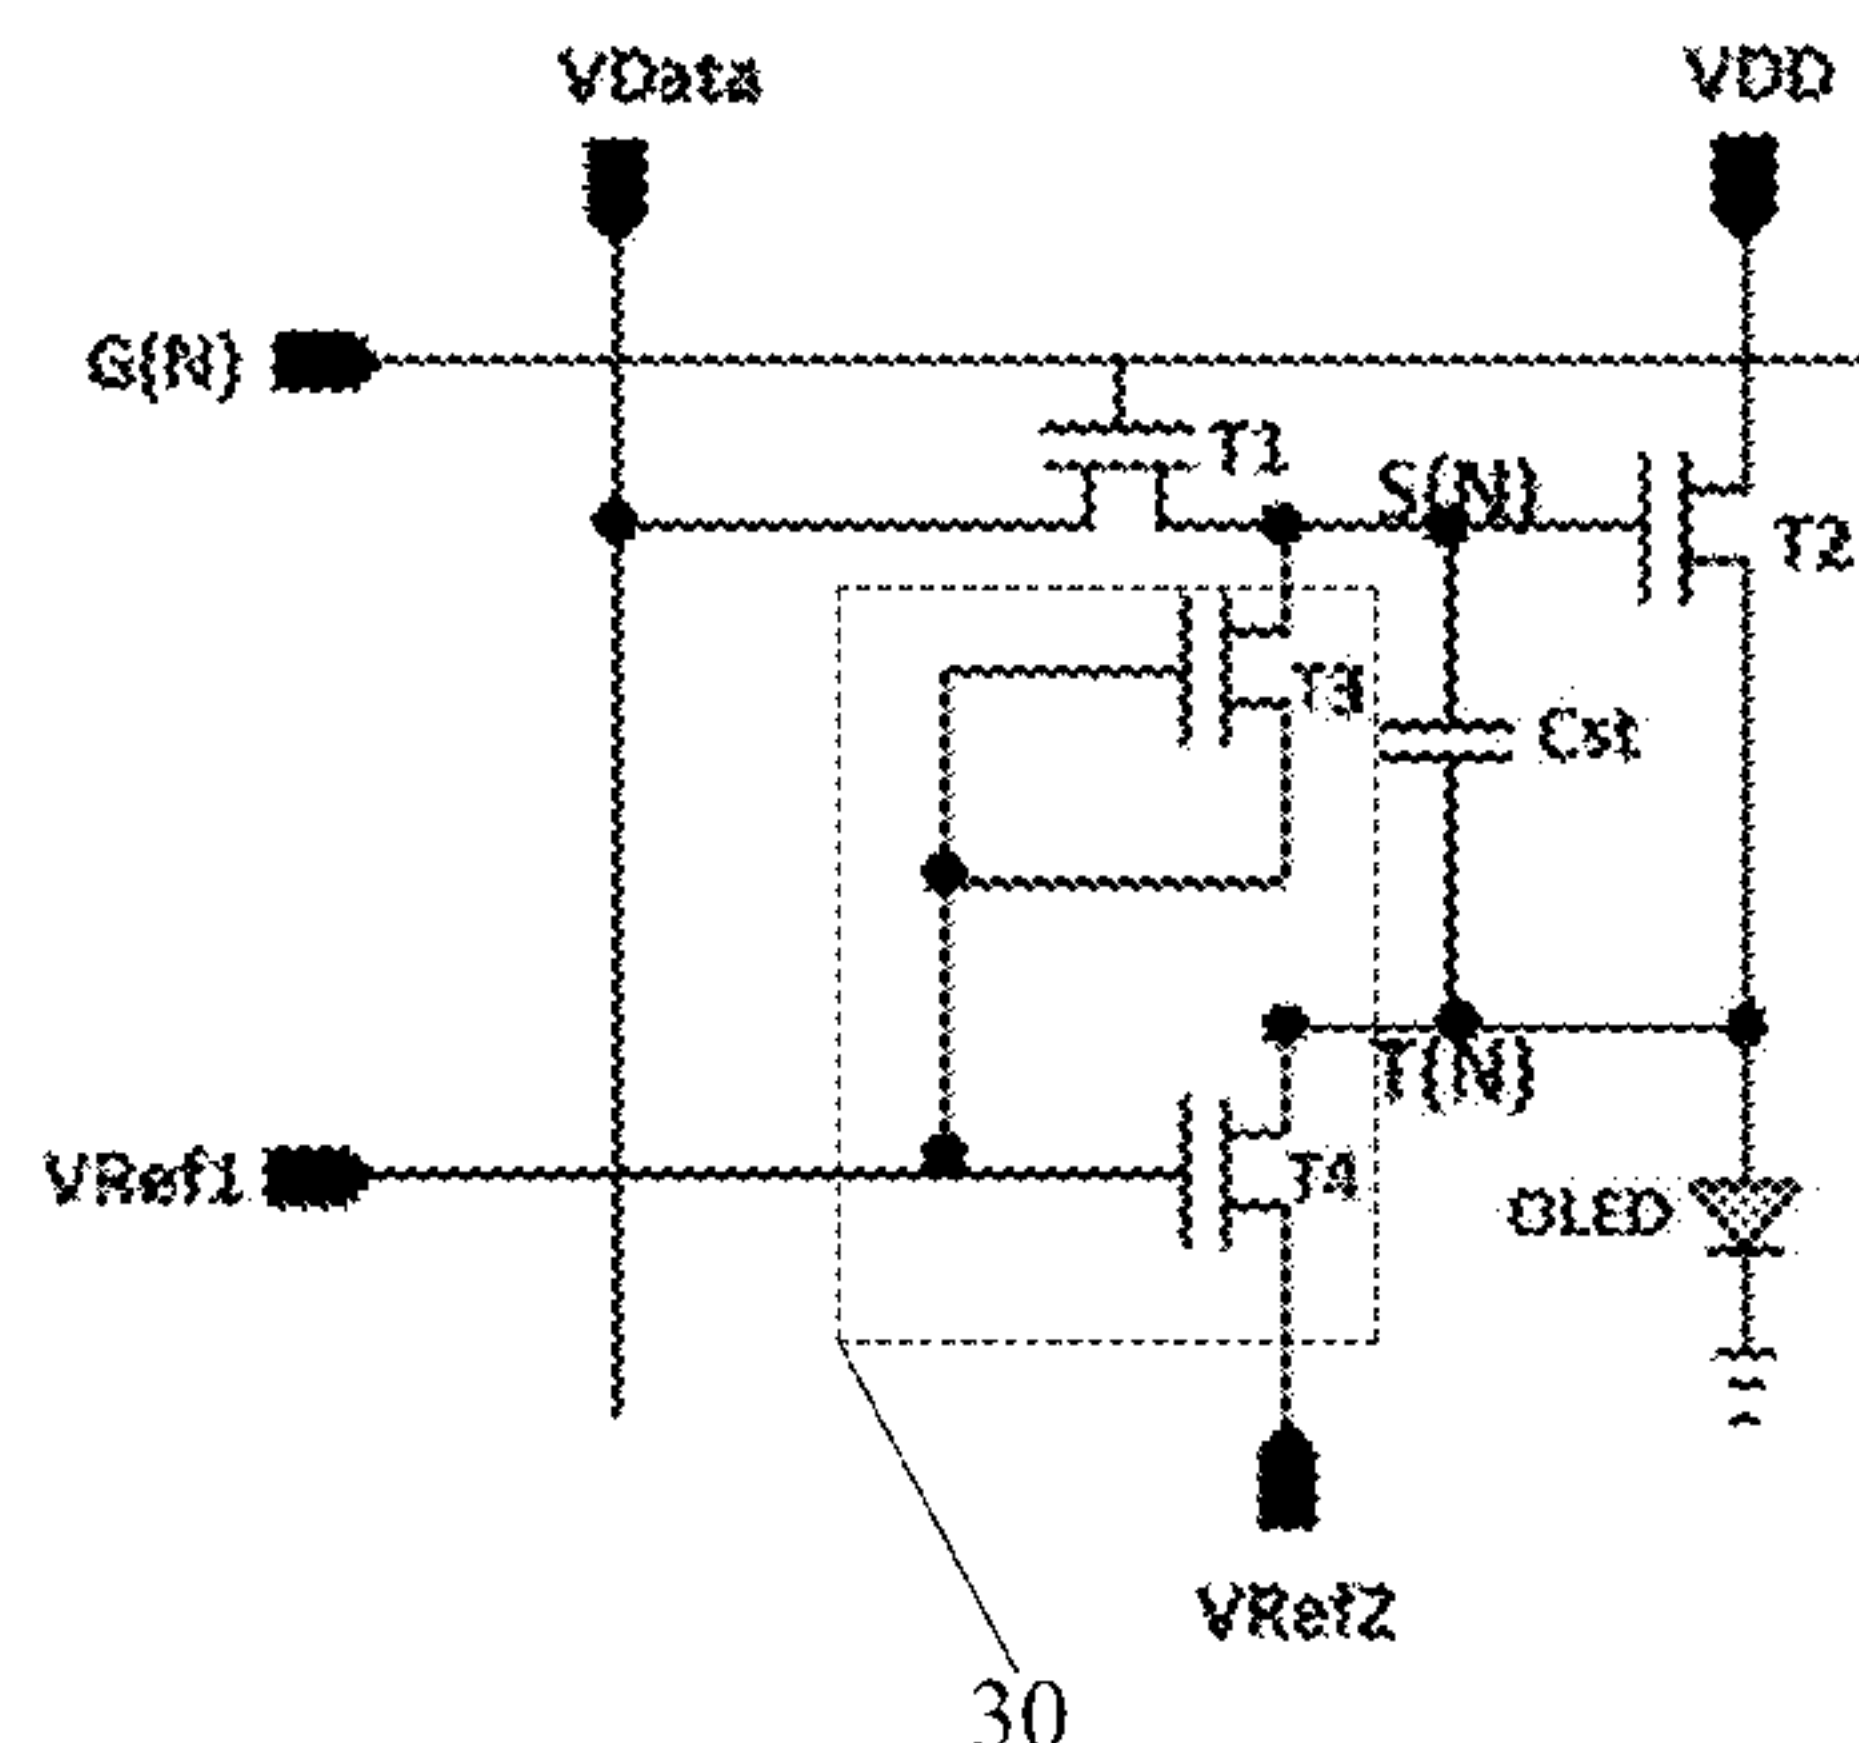 VData
VDD
G(N)
T1
S(N)
T2
T3
Cst
T(N)
VRef1
T4
OLED
VRef2
30